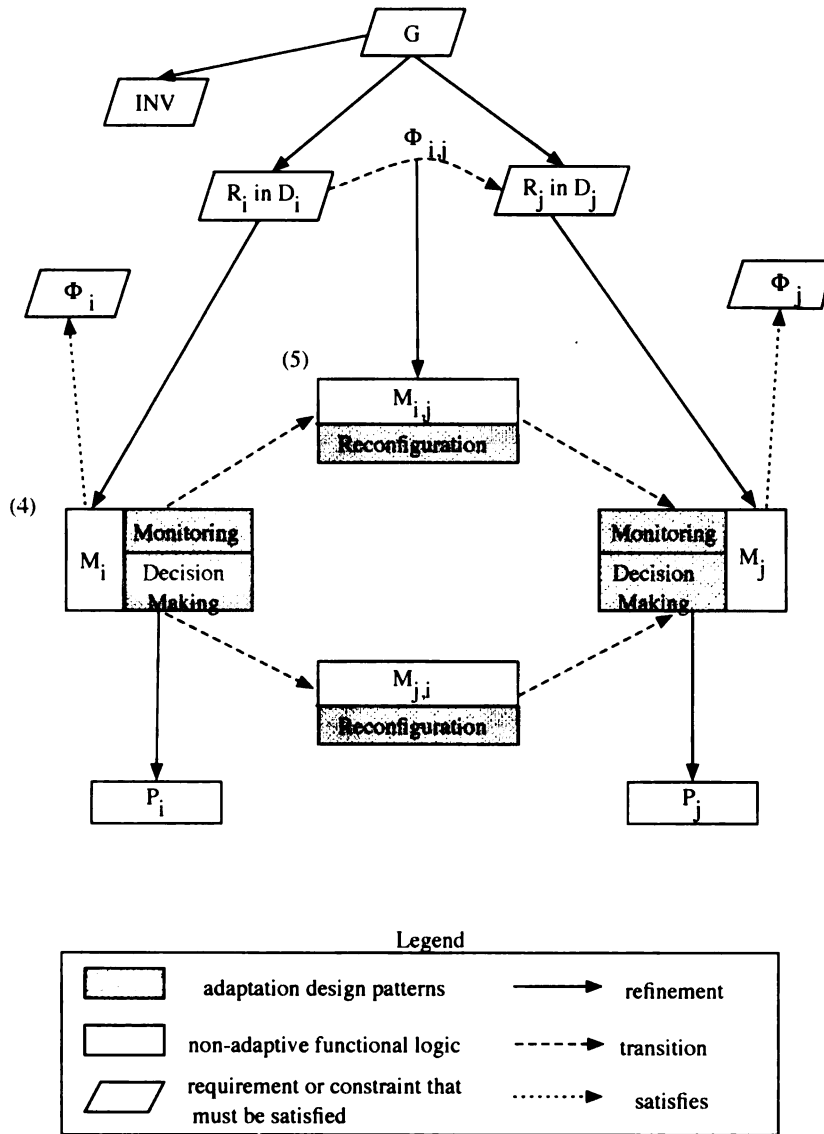 G
INV
Φ i,j
R i in D i
R j in D j
Φ i
Φ j
(5)
M i,j
Reconfiguration
(4)
M i
Monitoring
Decision
Making
Monitoring
Decision
Making
M j
M j,i
Reconfiguration
P i
P j
Legend
adaptation design patterns
refinement
non-adaptive functional logic
transition
requirement or constraint that
must be satisfied
satisfies